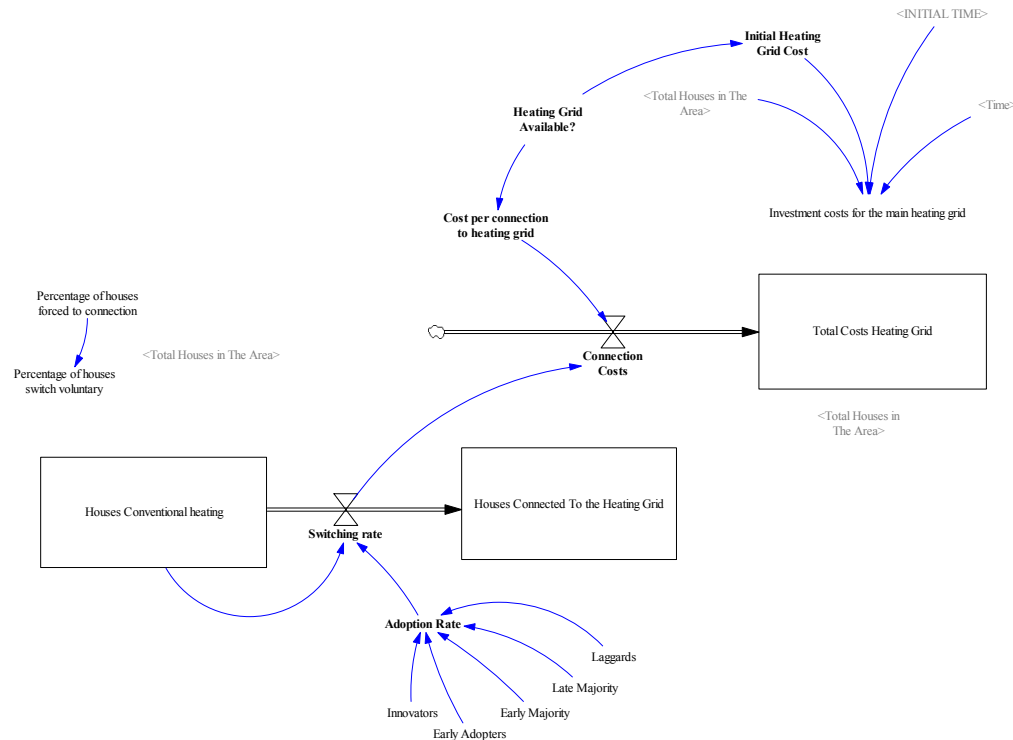 <INITIAL TIME>
Initial Heating
Grid Cost
<Total Houses in The
Area>
<Time>
Heating Grid
Available?
Cost per connection
to heating grid
Investment costs for the main heating grid
Percentage of houses
forced to connection
<Total Houses in The Area>
Percentage of houses
switch voluntary
Total Costs Heating Grid
Connection
Costs
<Total Houses in
The Area>
Houses Conventional heating
Houses Connected To the Heating Grid
Switching rate
Adoption Rate
Laggards
Late Majority
Innovators
Early Majority
Early Adopters